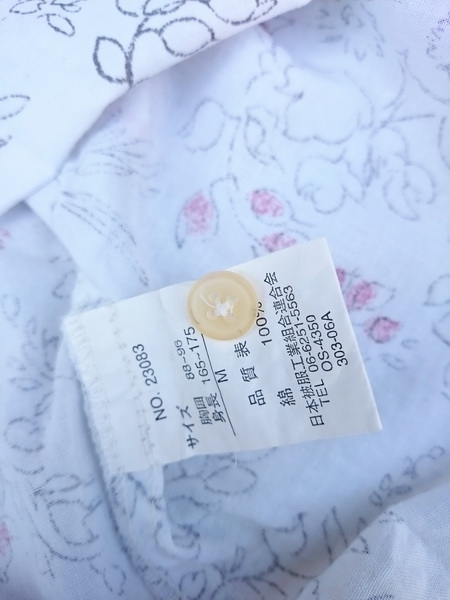 NO. 23083
サイズ
胸囲 88-96
身長 165-175
M
品質表
綿 100%
日本被服工業組合連合会
TEL 06-6251-5563
OS-4350
303-06A